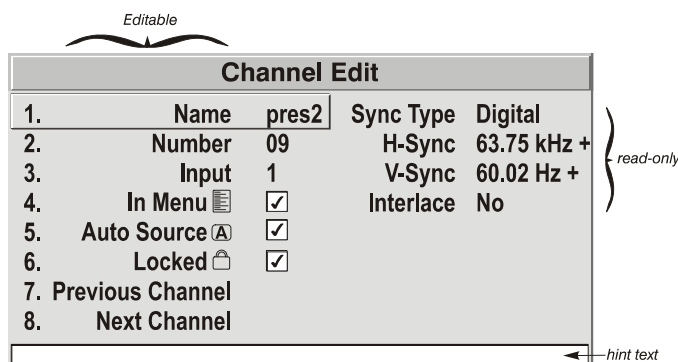 Editable
Channel Edit
1. Name pres2 Sync Type Digital
2. Number 09 H-Sync 63.75 kHz +
3. Input 1 V-Sync 60.02 Hz +
read-only
4. In Menu Interlace No
5. Auto Source A
6. Locked
7. Previous Channel
8. Next Channel
hint text